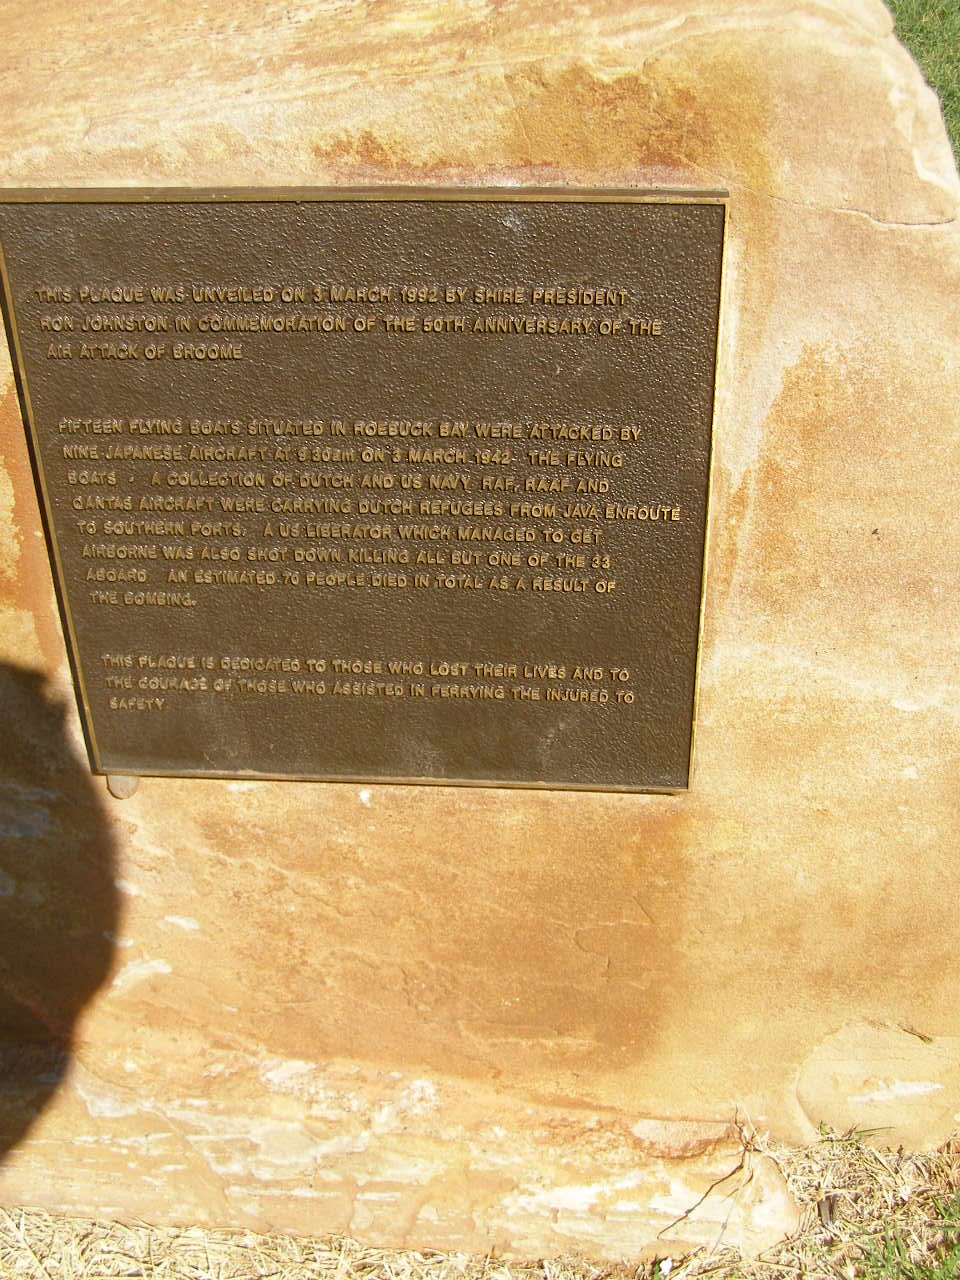 THIS PLAQUE WAS UNVEILED ON 3 MARCH 1992 BY SHIRE PRESIDENT
RON JOHNSTON IN COMMEMORATION OF THE 50TH ANNIVERSARY OF THE
AIR ATTACK OF BROOME
FIFTEEN FLYING BOATS SITUATED IN ROEBUCK BAY WERE ATTACKED BY
NINE JAPANESE AIRCRAFT AT 9.30am ON 3 MARCH 1942. THE FLYING
BOATS - A COLLECTION OF DUTCH AND US NAVY, RAF, RAAF AND
QANTAS AIRCRAFT WERE CARRYING DUTCH REFUGEES FROM JAVA ENROUTE
TO SOUTHERN PORTS. A US LIBERATOR WHICH MANAGED TO GET
AIRBORNE WAS ALSO SHOT DOWN KILLING ALL BUT ONE OF THE 33
ABOARD. AN ESTIMATED 70 PEOPLE DIED IN TOTAL AS A RESULT OF
THE BOMBING.
THIS PLAQUE IS DEDICATED TO THOSE WHO LOST THEIR LIVES AND TO
THE COURAGE OF THOSE WHO ASSISTED IN FERRYING THE INJURED TO
SAFETY